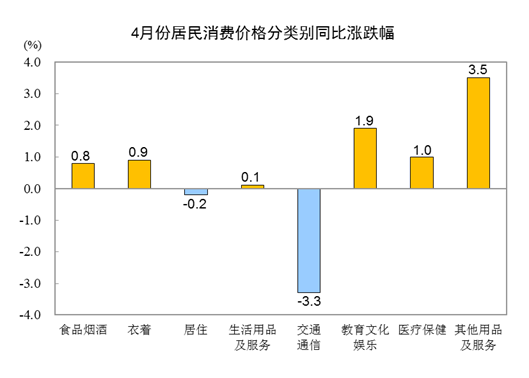 4月份居民消费价格分类别同比涨跌幅
(%)
4.0
3.0
2.0
1.0
0.0
-1.0
-2.0
-3.0
-4.0
0.8
0.9
-0.2
0.1
-3.3
1.9
1.0
3.5
食品烟酒
衣着
居住
生活用品
及服务
交通
通信
教育文化
娱乐
医疗保健
其他用品
及服务